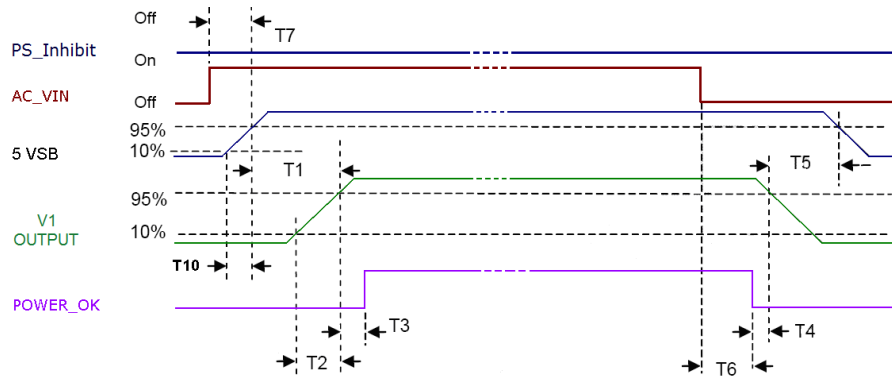 Off
T7
PS_Inhibit
On
AC_VIN
Off
95%
5 VSB
10%
T1
T5
95%
V1
OUTPUT
10%
T10
POWER_OK
T3
T4
T2
T6